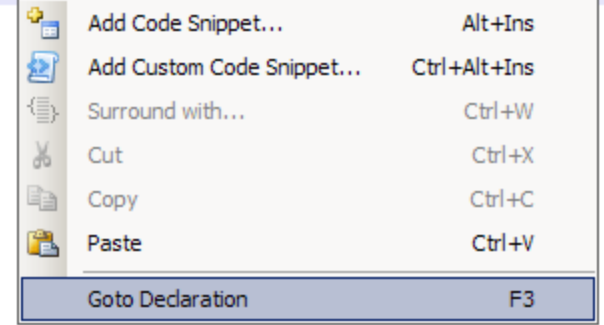 Add Code Snippet... Alt+Ins
Add Custom Code Snippet... Ctrl+Alt+Ins
Surround with... Ctrl+W
Cut Ctrl+X
Copy Ctrl+C
Paste Ctrl+V
Goto Declaration F3